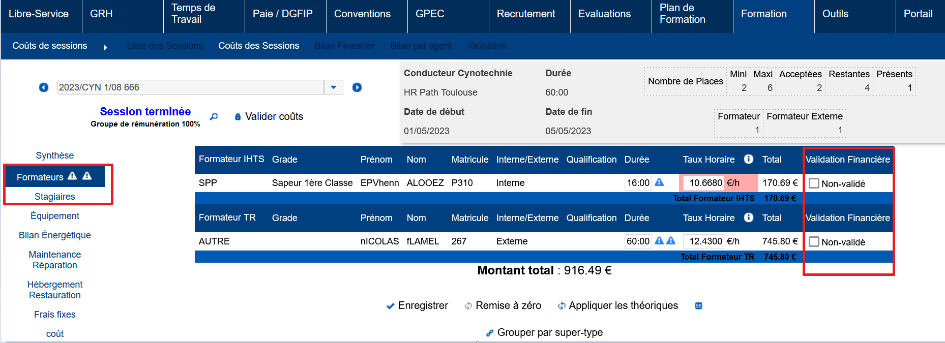 Libre-Service GRH Temps de Travail Paie / DGFIP Conventions GPEC Recrutement Evaluations Plan de Formation Formation Outils Portail
Coûts de sessions Liste des Sessions Coûts des Sessions Bilan Financier Bilan par agent Validation
2023/CYN 1/08 666
Session terminée
Groupe de rémunération 100%
Valider coûts
Conducteur Cynotechnie Durée
HR Path Toulouse 60:00
Date de début Date de fin
01/05/2023 05/05/2023
Nombre de Places Mini Maxi Acceptées Restantes Présents
2 6 2 4 1
Formateur Formateur Externe
1 1
Synthèse
Formateurs
Stagiaires
Équipement
Bilan Énergétique
Maintenance
Réparation
Hébergement
Restauration
Frais fixes
coût
Formateur IHTS Grade Prénom Nom Matricule Interne/Externe Qualification Durée Taux Horaire Total Validation Financière
SPP Sapeur 1ère Classe EPVhenn ALOOEZ P310 Interne 16:00 10.6680 €/h 170.69 € Non-validé
Total Formateur IHTS 170.69 €
Formateur TR Grade Prénom Nom Matricule Interne/Externe Qualification Durée Taux Horaire Total Validation Financière
AUTRE nICOLAS fLAMEL 267 Externe 60:00 12.4300 €/h 745.80 € Non-validé
Total Formateur TR 745.80 €
Montant total : 916.49 €
Enregistrer Remise à zéro Appliquer les théoriques
Grouper par super-type